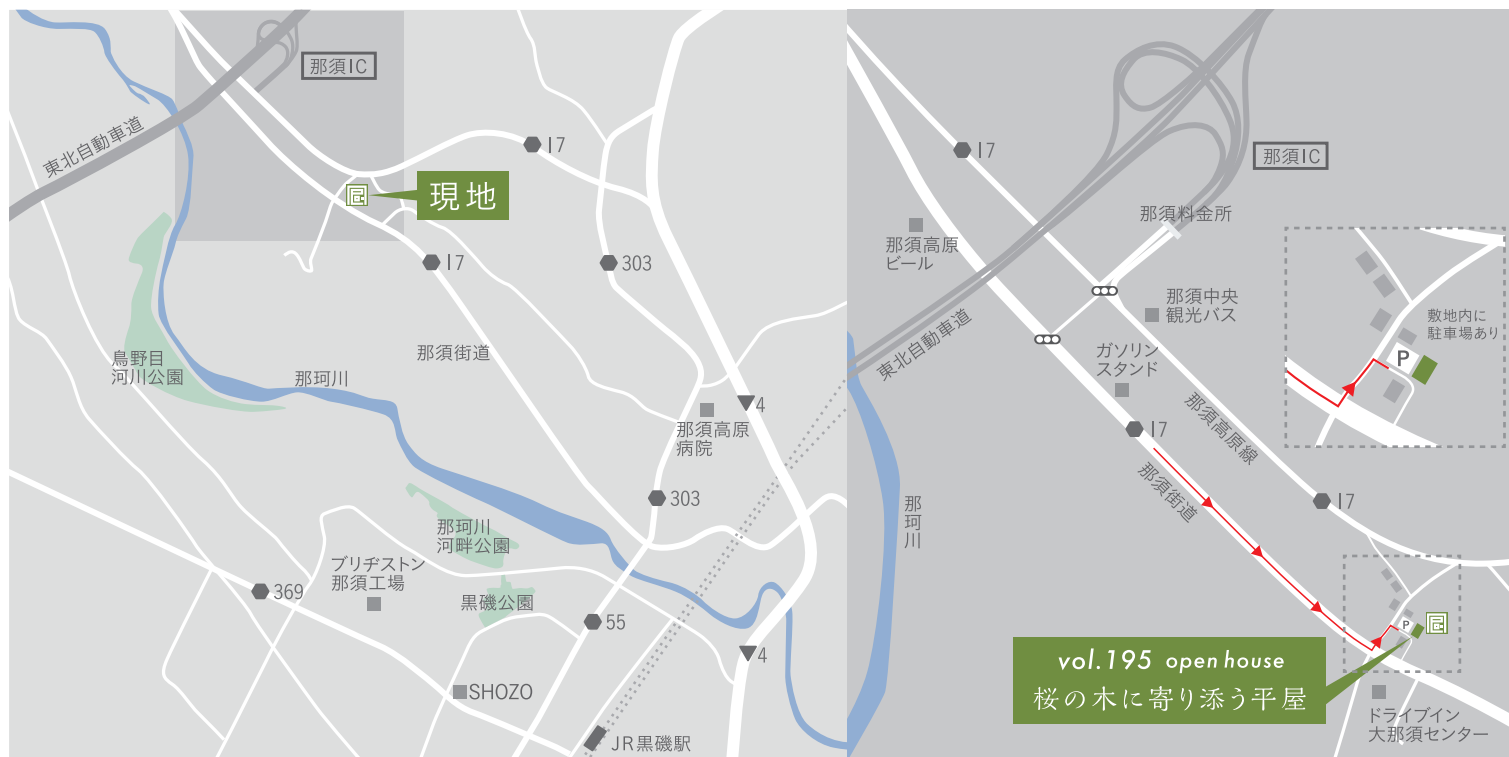 那須IC
東北自動車道
17
現地
17
303
那須街道
鳥野目
河川公園
那珂川
4
那須高原
病院
303
那珂川
河畔公園
ブリヂストン
那須工場
369
黒磯公園
55
4
SHOZO
JR黒磯駅
17
那須IC
那須料金所
那須高原
ビール
那須中央
観光バス
東北自動車道
敷地内に
駐車場あり
ガソリン
スタンド
P
17
那須高原線
那須街道
17
那珂川
P
vol.195 open house
桜の木に寄り添う平屋
ドライブイン
大那須センター